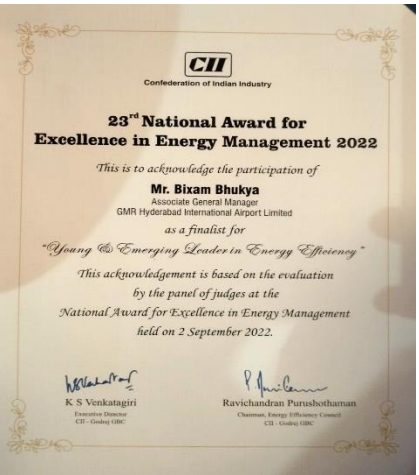 CII
Confederation of Indian Industry
23rd National Award for
Excellence in Energy Management 2022
This is to acknowledge the participation of
Mr. Bixam Bhukya
Associate General Manager
GMR Hyderabad International Airport Limited
as a finalist for
"Young & Emerging Leader in Energy Efficiency"
This acknowledgement is based on the evaluation
by the panel of judges at the
National Award for Excellence in Energy Management
held on 2 September 2022.
K S Venkatagiri
Executive Director
CII - Godrej GBC
Ravichandran Purushothaman
Chairman, Energy Efficiency Council
CII - Godrej GBC